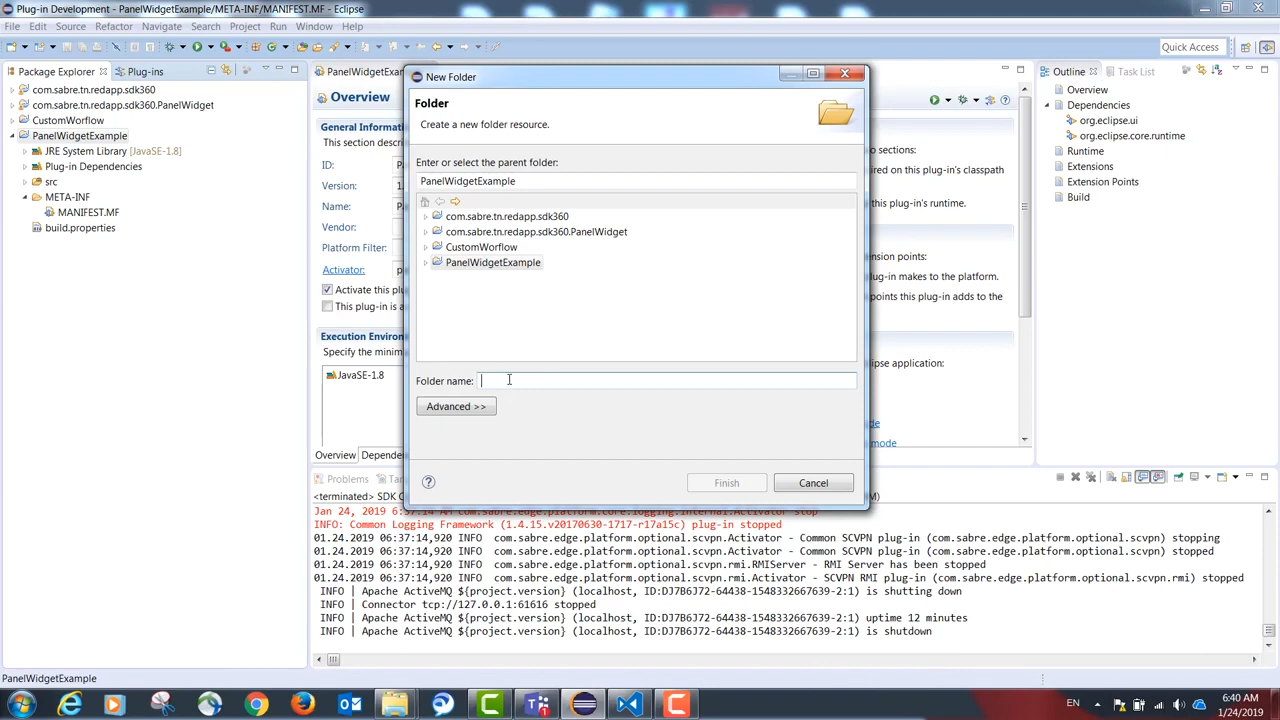 Plug-in Development - PanelWidgetExample/META-INF/MANIFEST.MF - Eclipse
File Edit Source Refactor Navigate Search Project Run Window Help
Quick Access
Package Explorer
Plug-ins
com.sabre.tn.redapp.sdk360
com.sabre.tn.redapp.sdk360.PanelWidget
CustomWorflow
PanelWidgetExample
JRE System Library [JavaSE-1.8]
Plug-in Dependencies
src
META-INF
MANIFEST.MF
build.properties
PanelWidgetExa
Overview
General Informati
This section descri
ID:
Version:
Name:
Vendor:
Platform Filter:
Activator:
Activate this plu
This plug-in is a
Execution Environ
Specify the minim
JavaSE-1.8
Overview Depender
New Folder
Folder
Create a new folder resource.
Enter or select the parent folder:
PanelWidgetExample
com.sabre.tn.redapp.sdk360
com.sabre.tn.redapp.sdk360.PanelWidget
CustomWorflow
PanelWidgetExample
Folder name:
Advanced >>
Finish
Cancel
o sections:
ired on this plug-in's classpath
this plug-in's runtime.
ension points:
n makes to the platform.
points this plug-in adds to the
clipse application:
de
mode
Outline
Task List
Overview
Dependencies
org.eclipse.ui
org.eclipse.core.runtime
Runtime
Extensions
Extension Points
Build
Problems
<terminated> SDK
INFO: Common Logging Framework (1.4.15.v20170630-1717-r17a15c) plug-in stopped
01.24.2019 06:37:14,920 INFO com.sabre.edge.platform.optional.scvpn.Activator - Common SCVPN plug-in (com.sabre.edge.platform.optional.scvpn) stopping
01.24.2019 06:37:14,920 INFO com.sabre.edge.platform.optional.scvpn.Activator - Common SCVPN plug-in (com.sabre.edge.platform.optional.scvpn) stopped
01.24.2019 06:37:14,920 INFO com.sabre.edge.platform.optional.scvpn.rmi.RMIServer - RMI Server has been stopped
01.24.2019 06:37:14,920 INFO com.sabre.edge.platform.optional.scvpn.rmi.Activator - SCVPN RMI plug-in (com.sabre.edge.platform.optional.scvpn.rmi) stopped
INFO | Apache ActiveMQ ${project.version} (localhost, ID:DJ7B6J72-64438-1548332667639-2:1) is shutting down
INFO | Connector tcp://127.0.0.1:61616 stopped
INFO | Apache ActiveMQ ${project.version} (localhost, ID:DJ7B6J72-64438-1548332667639-2:1) uptime 12 minutes
INFO | Apache ActiveMQ ${project.version} (localhost, ID:DJ7B6J72-64438-1548332667639-2:1) is shutdown
PanelWidgetExample
EN
6:40 AM
1/24/2019